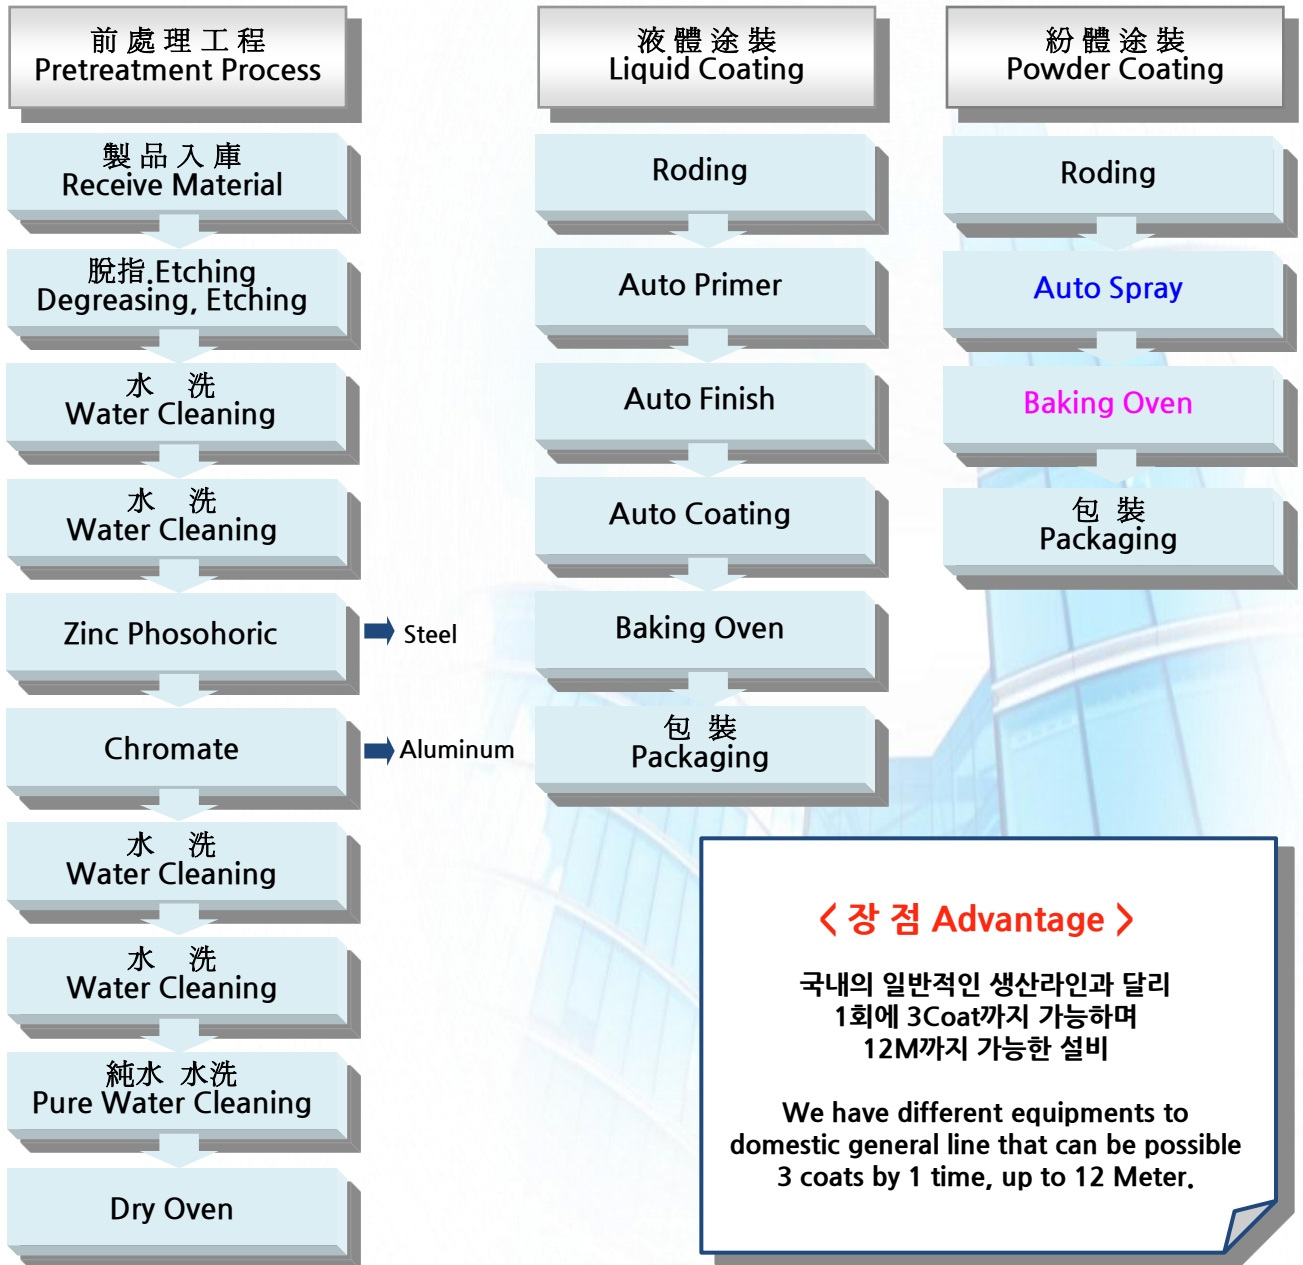 前處理工程
Pretreatment Process
製品入庫
Receive Material
脫指.Etching
Degreasing, Etching
水 洗
Water Cleaning
水 洗
Water Cleaning
Zinc Phosohoric
Steel
Chromate
Aluminum
水 洗
Water Cleaning
水 洗
Water Cleaning
純水 水洗
Pure Water Cleaning
Dry Oven
液體塗裝
Liquid Coating
Roding
Auto Primer
Auto Finish
Auto Coating
Baking Oven
包 裝
Packaging
紛體塗裝
Powder Coating
Roding
Auto Spray
Baking Oven
包 裝
Packaging
< 장 점 Advantage >
국내의 일반적인 생산라인과 달리
1회에 3Coat까지 가능하며
12M까지 가능한 설비
We have different equipments to
domestic general line that can be possible
3 coats by 1 time, up to 12 Meter.